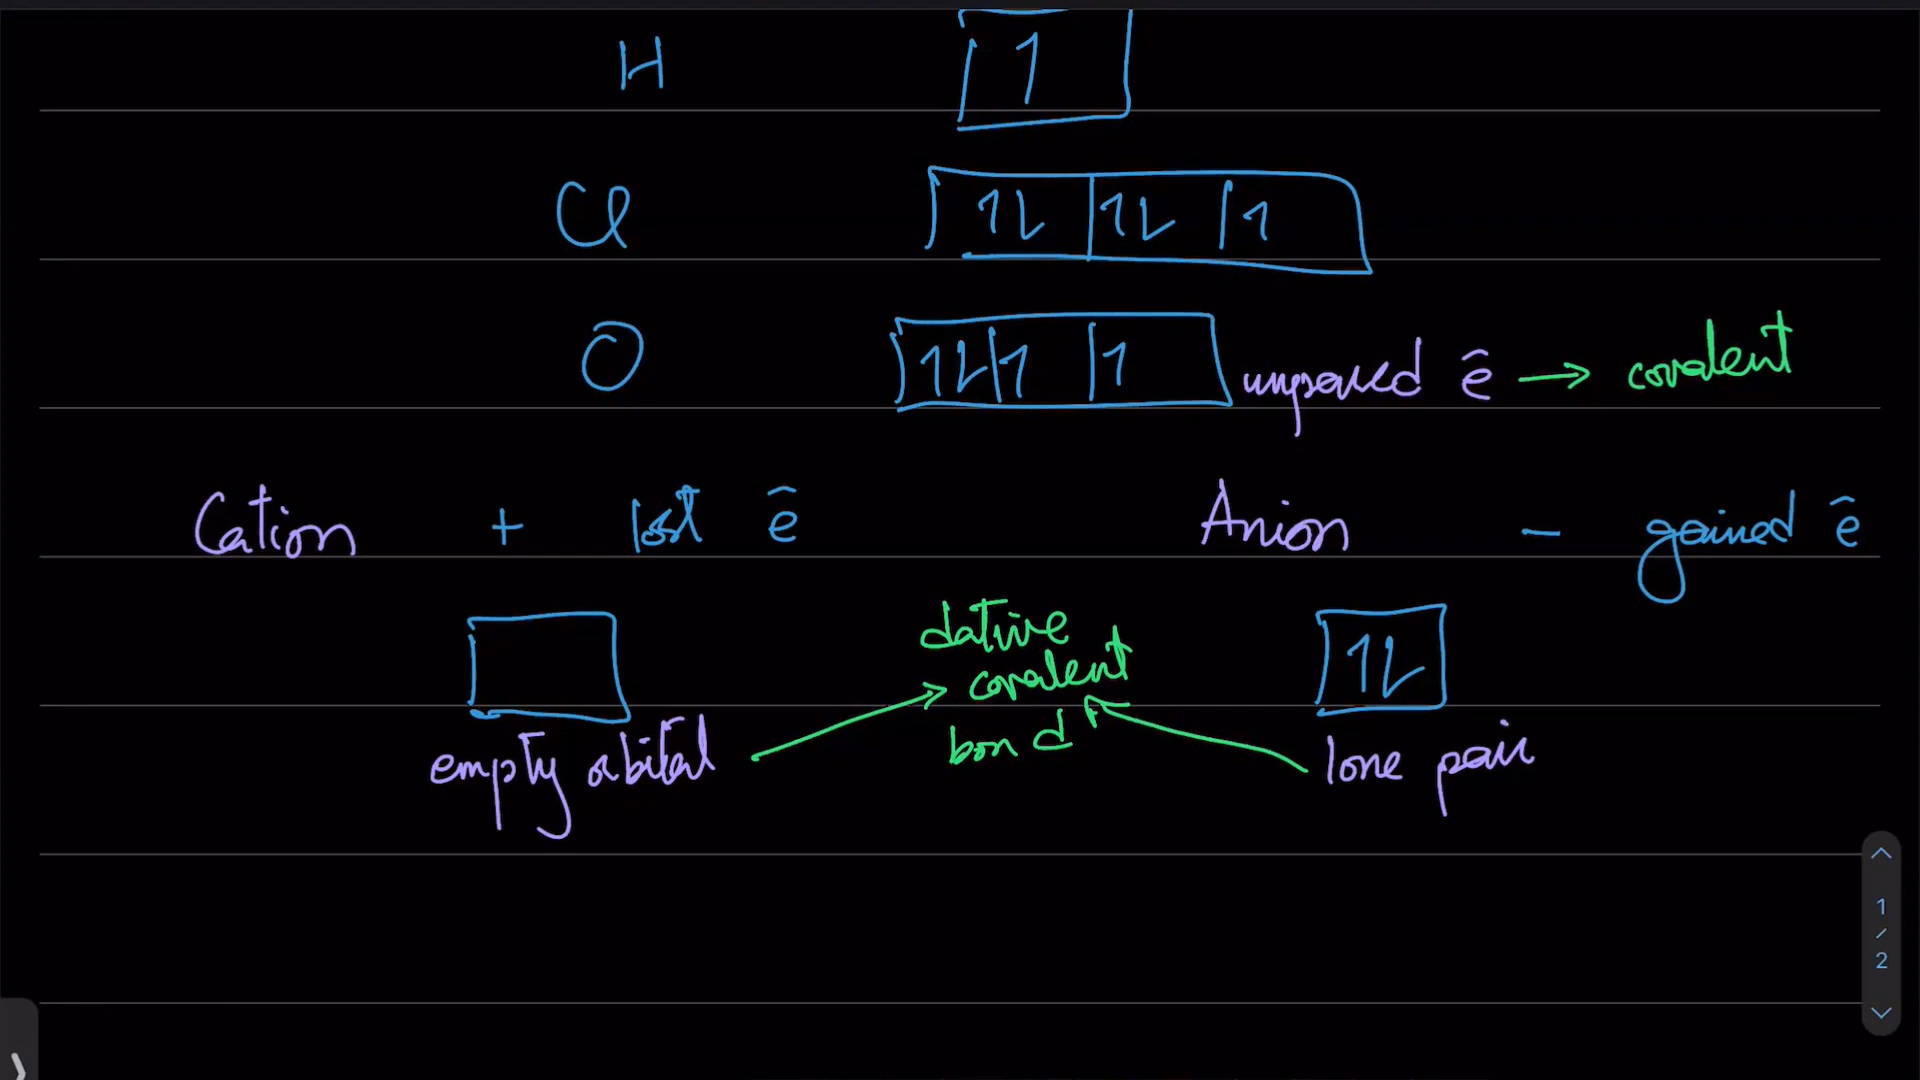 H 1
Cl 1L 1L 1
O 1L 1 1 unpaired ê → covalent
Cation + lost ê Anion - gained ê
dative
covalent
bond
1L
empty orbital lone pair
1
/
2